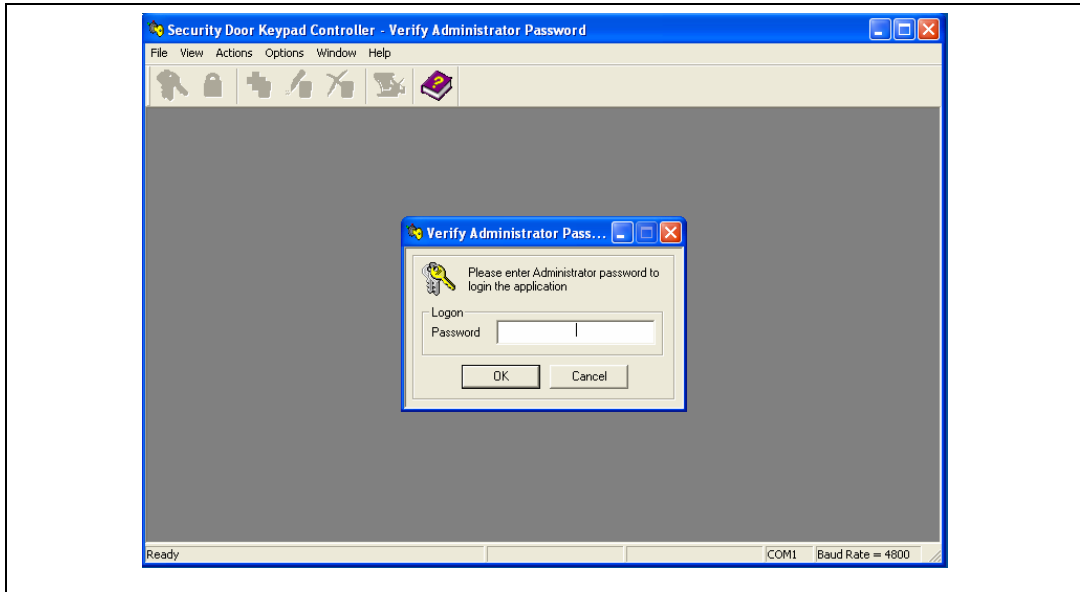 Security Door Keypad Controller - Verify Administrator Password
File View Actions Options Window Help
Verify Administrator Pass...
Please enter Administrator password to
login the application
Logon
Password
OK Cancel
Ready COM1 Baud Rate = 4800